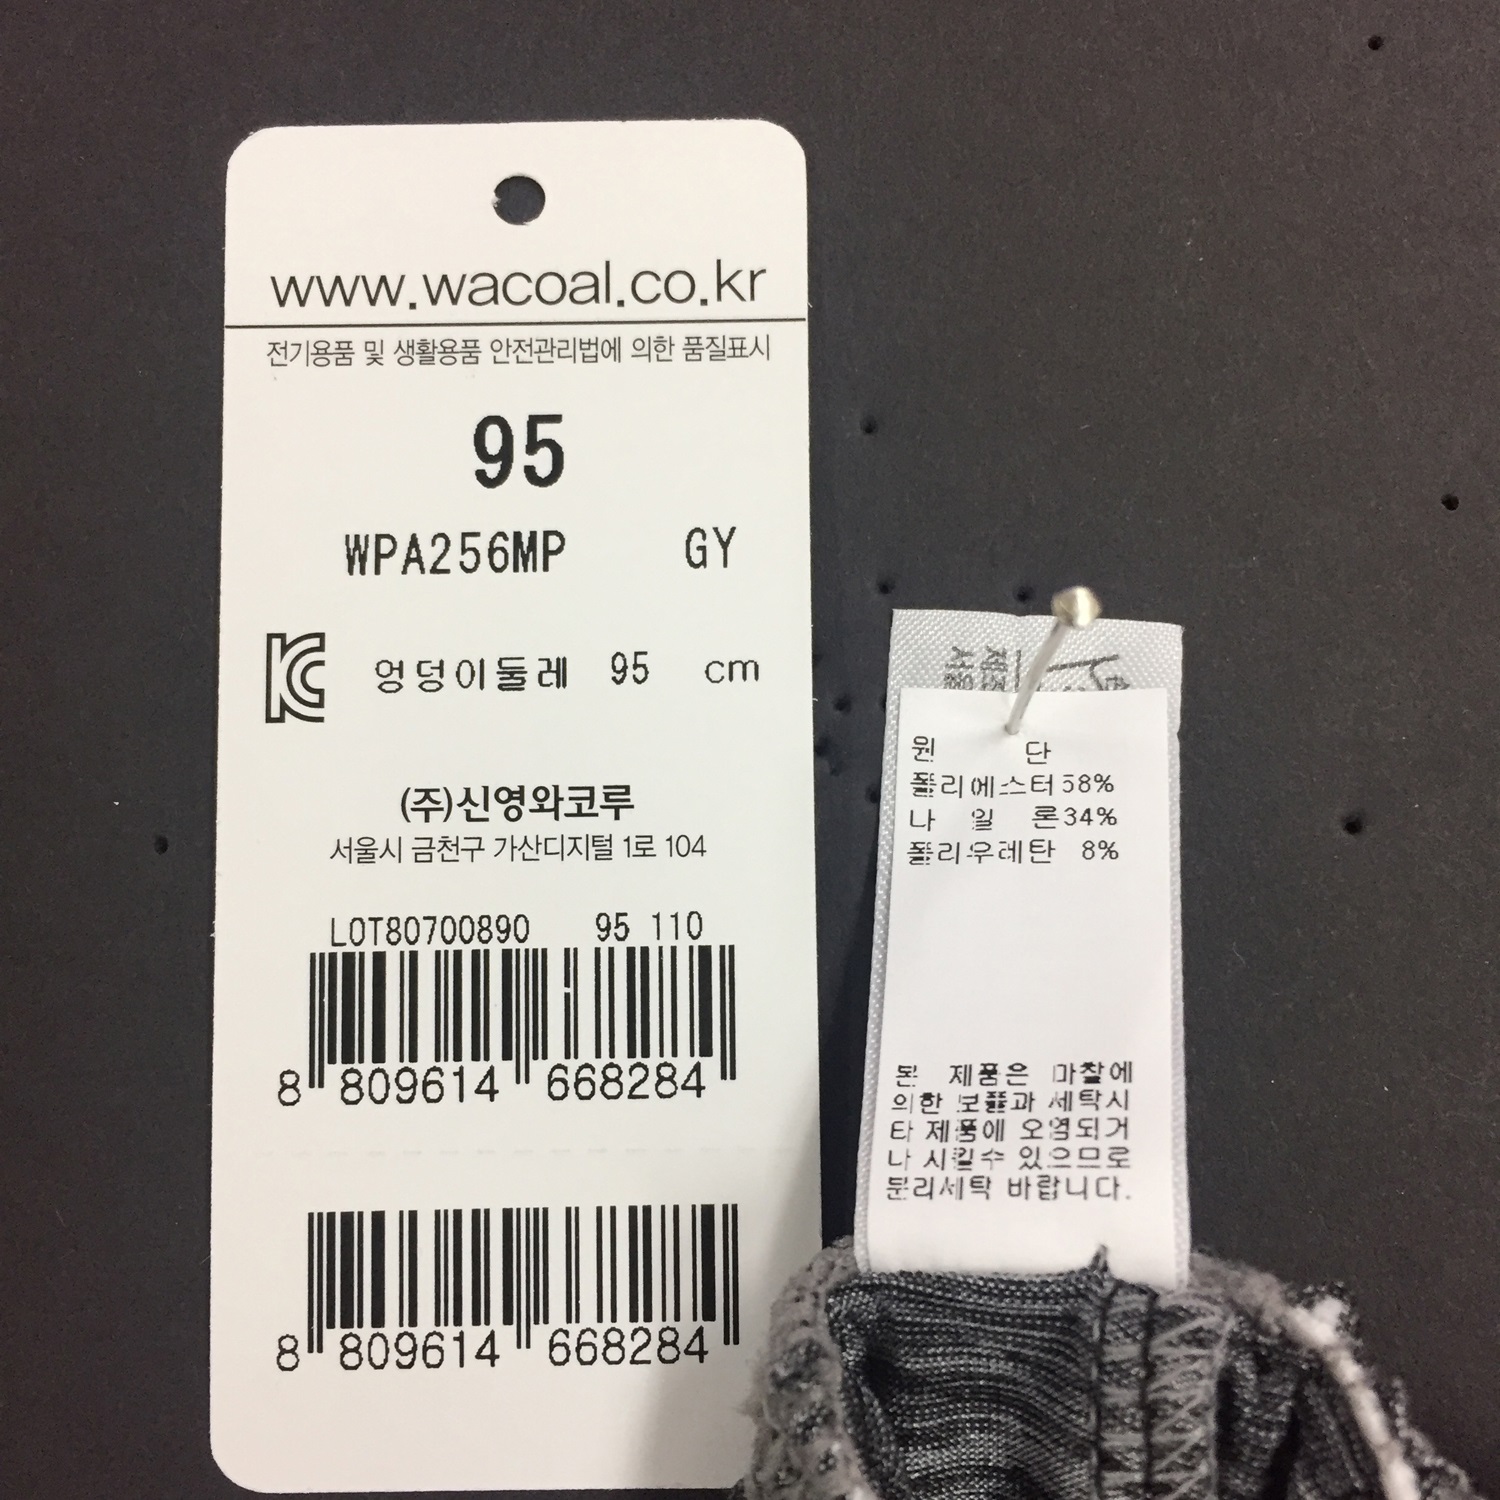 www.wacoal.co.kr
전기용품 및 생활용품 안전관리법에 의한 품질표시
95
WPA256MP GY
엉덩이둘레 95 cm
(주)신영와코루
서울시 금천구 가산디지털 1로 104
LOT80700890 95 110
8 809614 668284
8 809614 668284
원 단
폴리에스터 58%
나 일 론 34%
폴리우레탄 8%
본 제품은 마찰에
의한 보풀과 세탁시
타 제품에 오염되거
나 시킬수 있으므로
분리세탁 바랍니다.